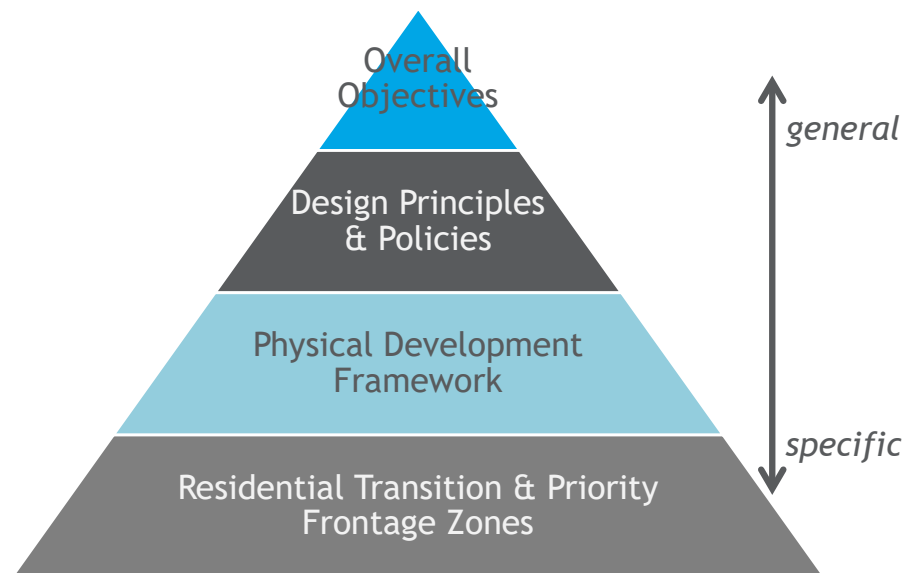 Overall
Objectives
general
Design Principles
& Policies
Physical Development
Framework
specific
Residential Transition & Priority
Frontage Zones